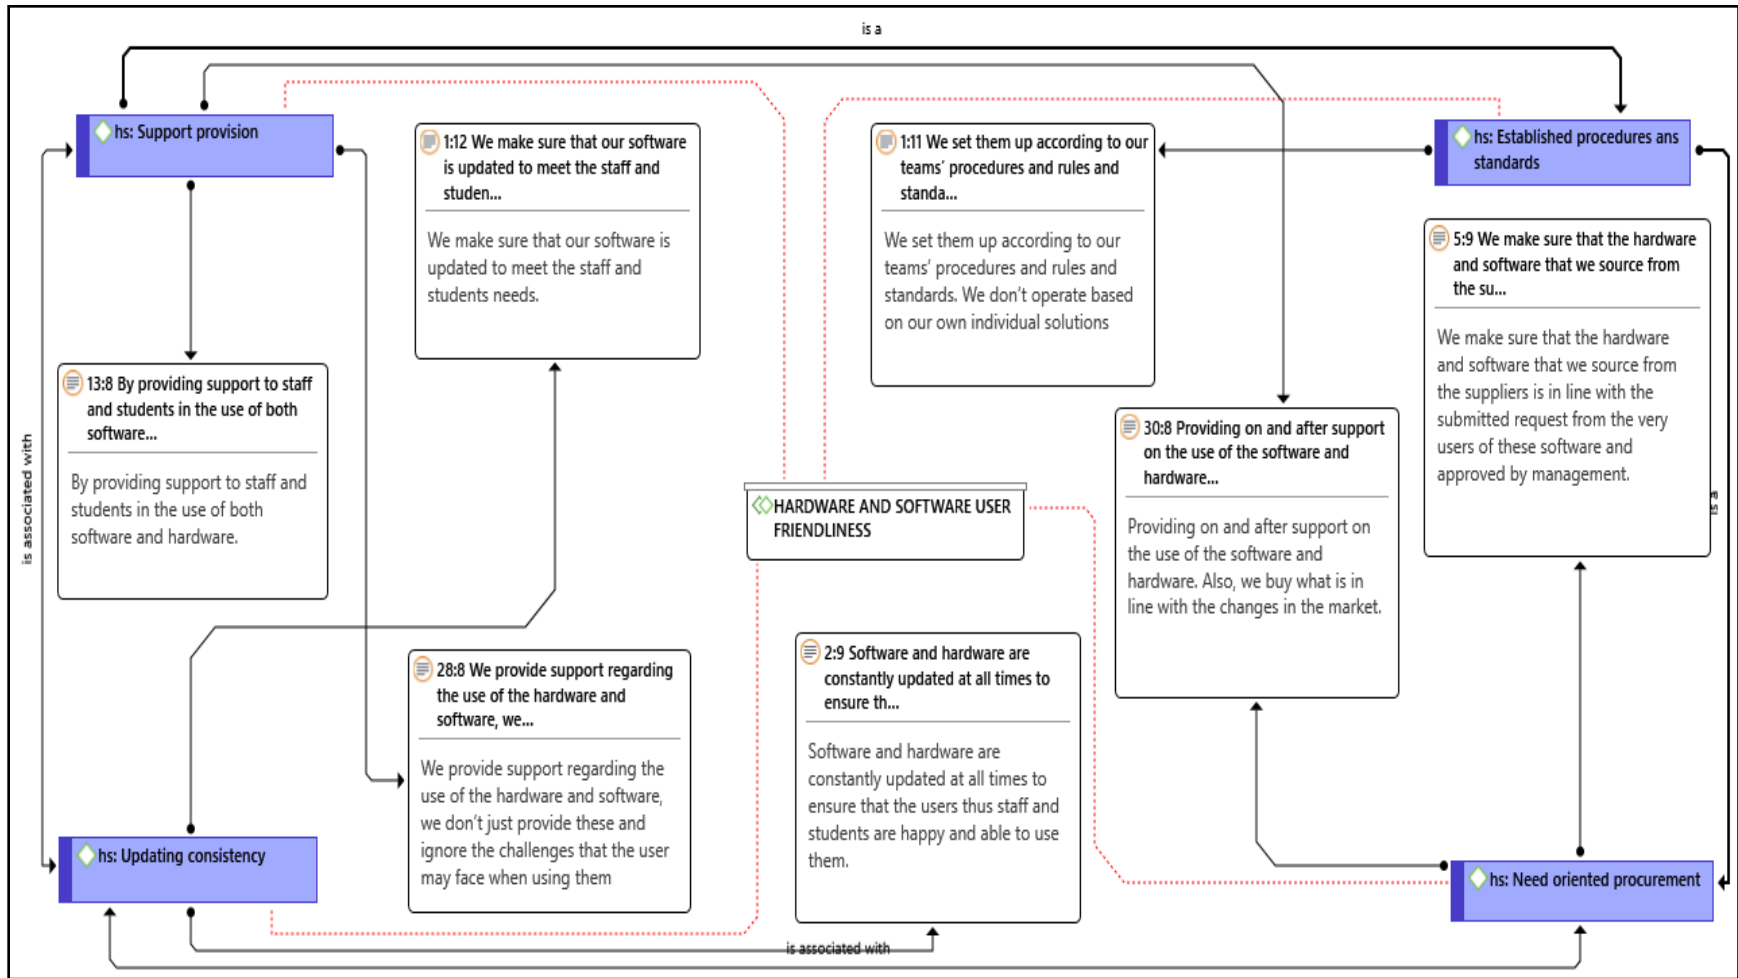 is a
hs: Support provision
1:12 We make sure that our software
is updated to meet the staff and
studen...
We make sure that our software is
updated to meet the staff and
students needs.
1:11 We set them up according to our
teams’ procedures and rules and
standa...
We set them up according to our
teams’ procedures and rules and
standards. We don’t operate based
on our own individual solutions
hs: Established procedures ans
standards
5:9 We make sure that the hardware
and software that we source from
the su...
We make sure that the hardware
and software that we source from
the suppliers is in line with the
submitted request from the very
users of these software and
approved by management.
is a
13:8 By providing support to staff
and students in the use of both
software...
By providing support to staff and
students in the use of both
software and hardware.
is associated with
30:8 Providing on and after support
on the use of the software and
hardware...
Providing on and after support on
the use of the software and
hardware. Also, we buy what is in
line with the changes in the market.
HARDWARE AND SOFTWARE USER
FRIENDLINESS
28:8 We provide support regarding
the use of the hardware and
software, we...
We provide support regarding the
use of the hardware and software,
we don’t just provide these and
ignore the challenges that the user
may face when using them
2:9 Software and hardware are
constantly updated at all times to
ensure th...
Software and hardware are
constantly updated at all times to
ensure that the users thus staff and
students are happy and able to use
them.
hs: Updating consistency
hs: Need oriented procurement
is associated with